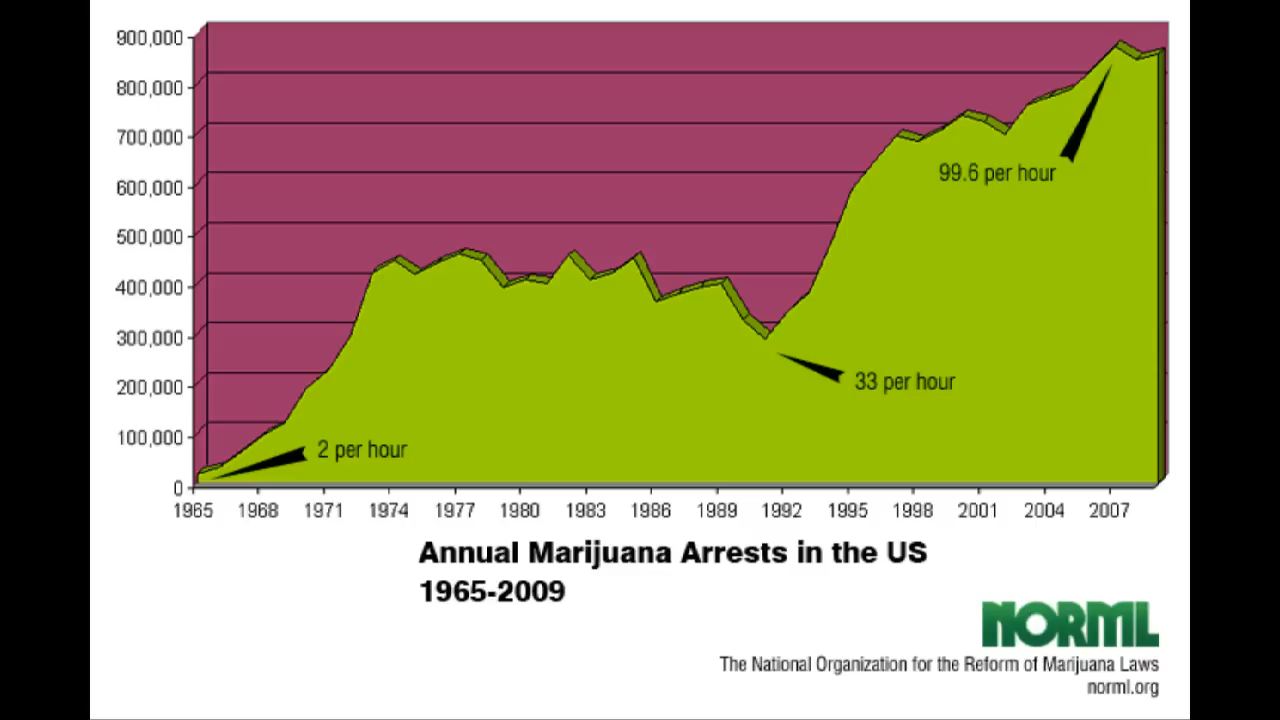 900,000
800,000
700,000
600,000
500,000
400,000
300,000
200,000
100,000
0
99.6 per hour
33 per hour
2 per hour
1965 1968 1971 1974 1977 1980 1983 1986 1989 1992 1995 1998 2001 2004 2007
Annual Marijuana Arrests in the US
1965-2009
NORML
The National Organization for the Reform of Marijuana Laws
norml.org